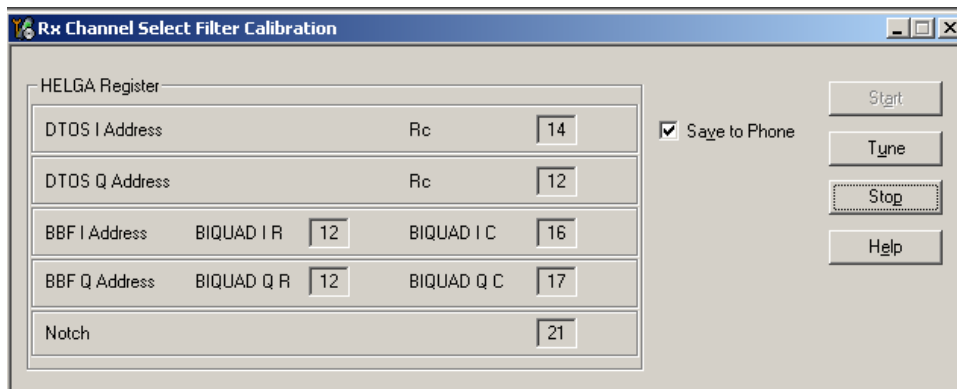 Rx Channel Select Filter Calibration
HELGA Register
DTOS I Address Rc 14
DTOS Q Address Rc 12
BBF I Address BIQUAD I R 12 BIQUAD I C 16
BBF Q Address BIQUAD Q R 12 BIQUAD Q C 17
Notch 21
Save to Phone
Start
Tune
Stop
Help